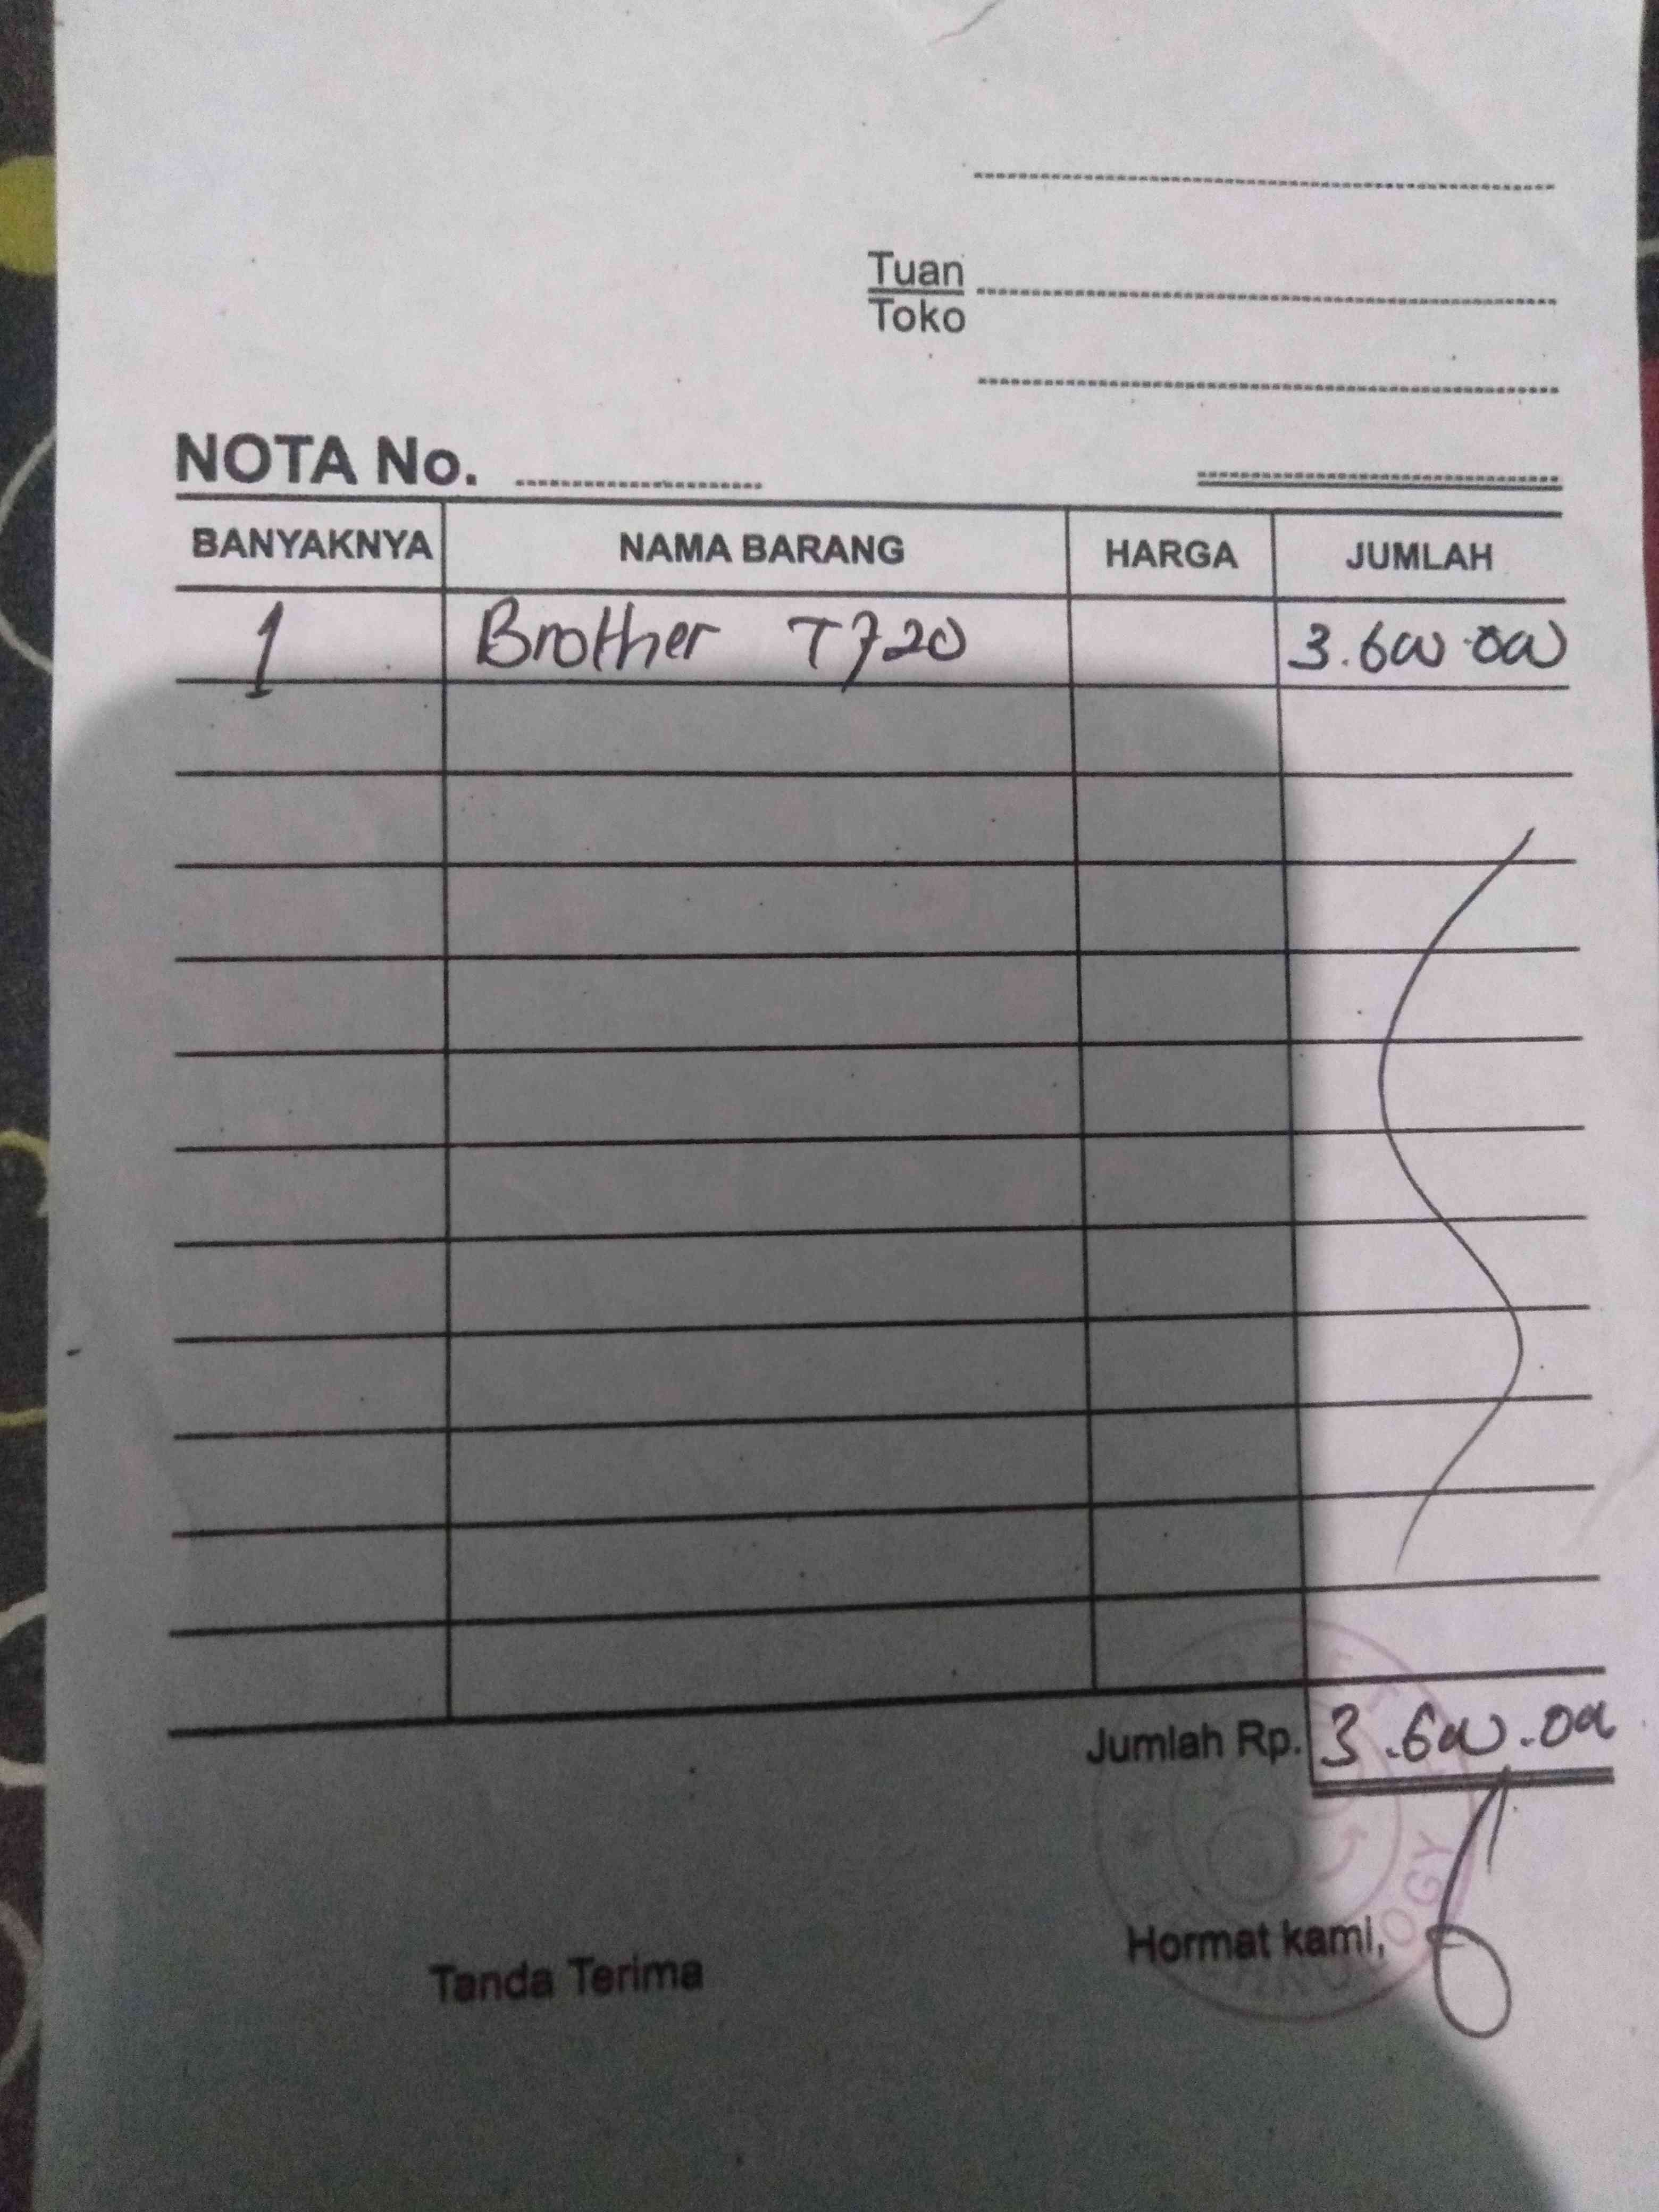 Tuan
Toko
NOTA No.
BANYAKNYA NAMA BARANG HARGA JUMLAH
1 Brother T720 3.600.000
Jumlah Rp. 3.600.000
Tanda Terima Hormat kami,